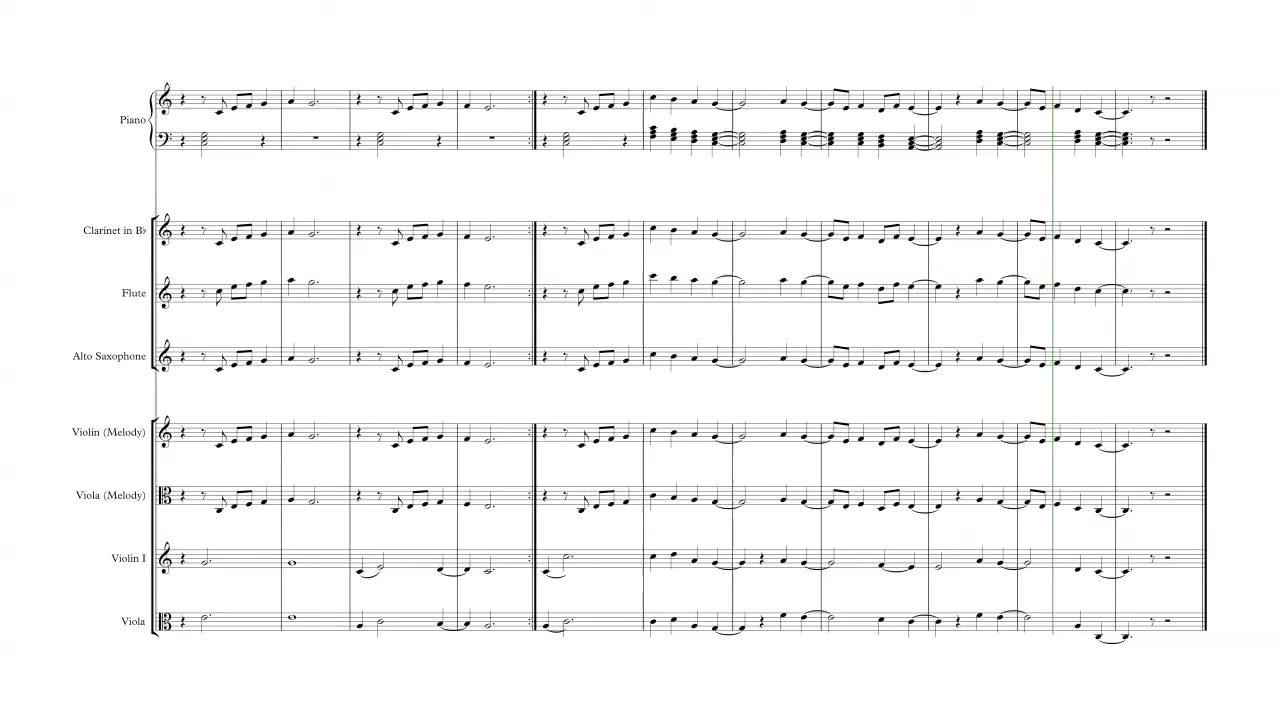 Piano
Clarinet in B♭
Flute
Alto Saxophone
Violin (Melody)
Viola (Melody)
Violin I
Viola